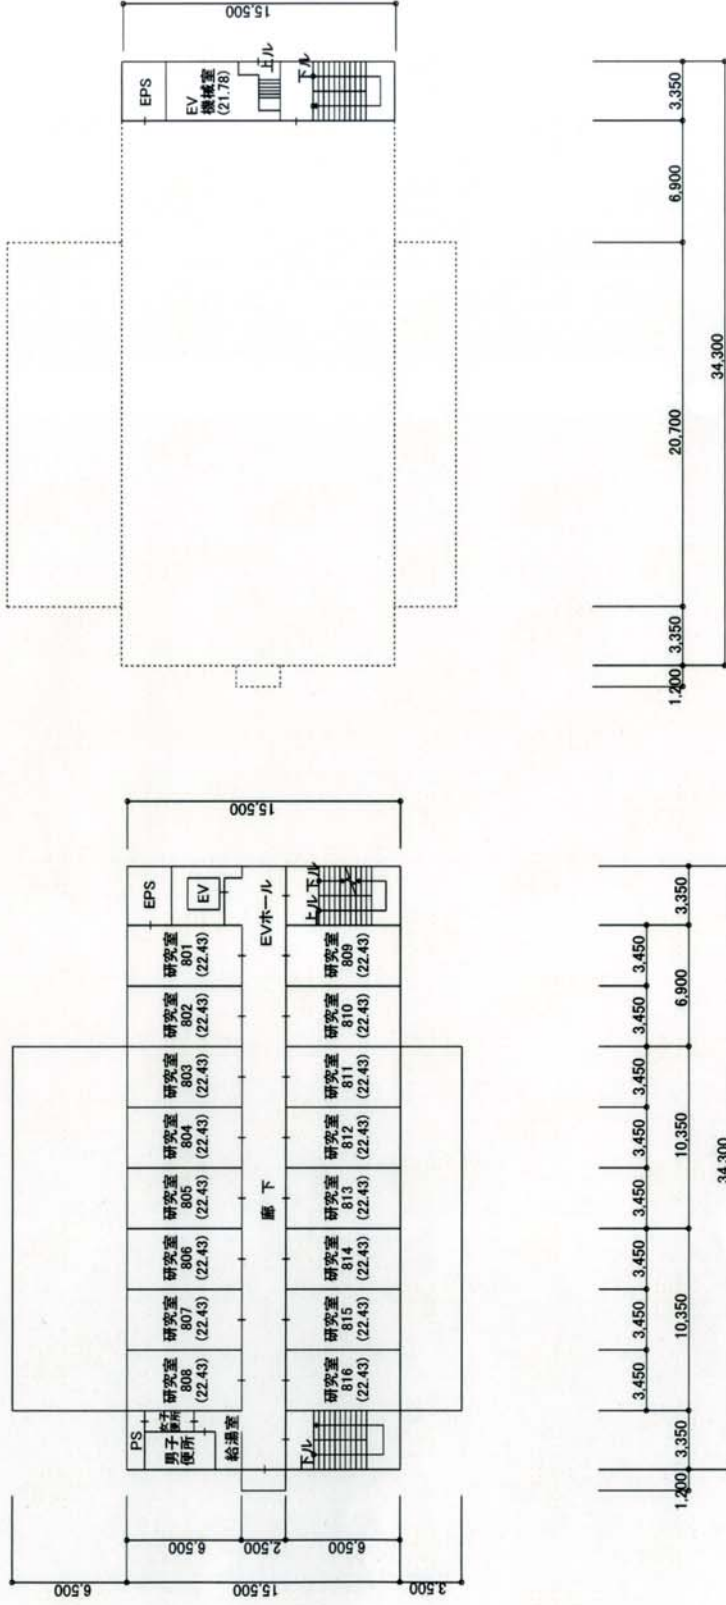 15.500
EPS
EV
機械室
(21.78)
上ル
下ル
3,350
6,900
20,700
3,350
1,200
34,300
15.500
EPS
EV
EVホール
上ル
下ル
研究室
801
(22.43)
研究室
802
(22.43)
研究室
803
(22.43)
研究室
804
(22.43)
研究室
805
(22.43)
研究室
806
(22.43)
研究室
807
(22.43)
研究室
808
(22.43)
研究室
809
(22.43)
研究室
810
(22.43)
研究室
811
(22.43)
研究室
812
(22.43)
研究室
813
(22.43)
研究室
814
(22.43)
研究室
815
(22.43)
研究室
816
(22.43)
廊 下
PS
女子
便所
男子
便所
給湯室
下ル
3,450
3,450
3,450
3,450
3,450
3,450
3,450
3,450
3,350
6,900
10,350
10,350
3,350
1,200
34,300
6.500
2.500
6.500
6.500
15.500
3.500